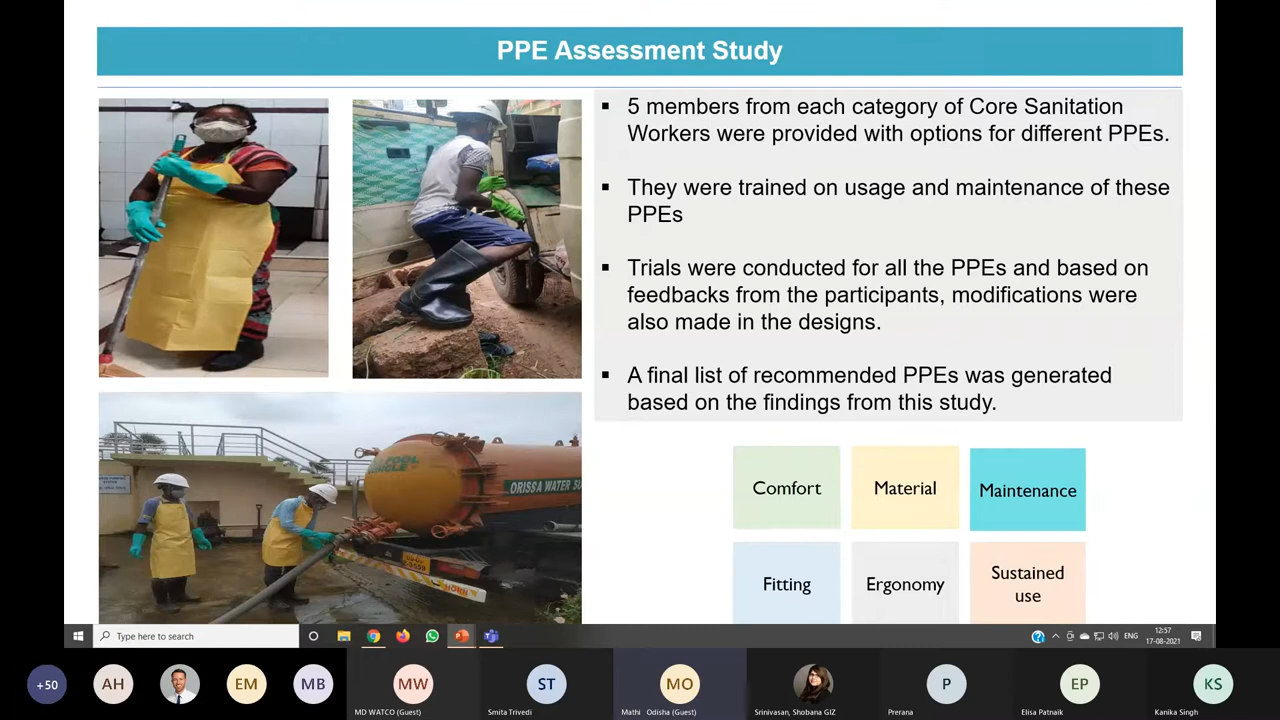 PPE Assessment Study
▪ 5 members from each category of Core Sanitation
Workers were provided with options for different PPEs.
▪ They were trained on usage and maintenance of these
PPEs
▪ Trials were conducted for all the PPEs and based on
feedbacks from the participants, modifications were
also made in the designs.
▪ A final list of recommended PPEs was generated
based on the findings from this study.
POOL
ORISSA WATER SU
Comfort
Material
Maintenance
Fitting
Ergonomy
Sustained
use
Type here to search
ENG
12:57
17-08-2021
+50
AH
EM
MB
MW
ST
MO
P
EP
KS
MD WATCO (Guest)
Smita Trivedi
Mathi Odisha (Guest)
Srinivasan, Shobana GIZ
Prerana
Elisa Patnaik
Kanika Singh